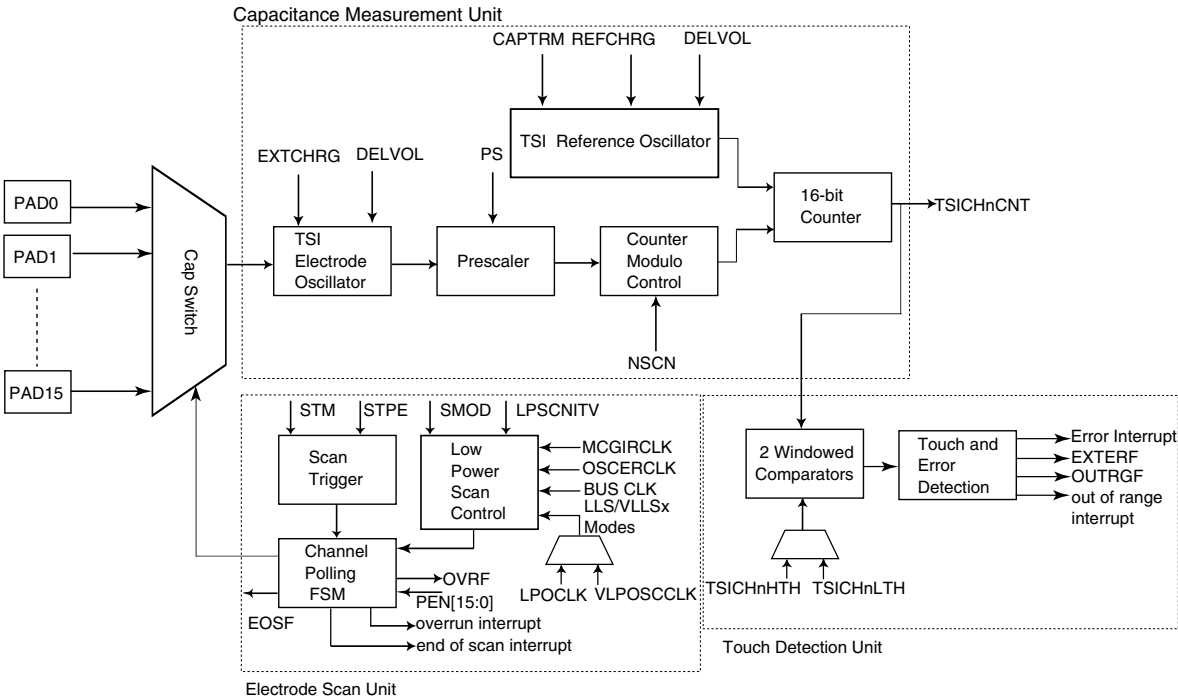 Capacitance Measurement Unit
CAPTRM REFCHRG DELVOL
TSI Reference Oscillator
EXTCHRG DELVOL PS
PAD0
PAD1
PAD15
Cap Switch
TSI
Electrode
Oscillator
Prescaler
Counter
Modulo
Control
NSCN
16-bit
Counter
TSICHnCNT
STM STPE SMOD LPSCNITV
Scan
Trigger
Low
Power
Scan
Control
MCGIRCLK
OSCERCLK
BUS CLK
LLS/VLLSx
Modes
LPOCLK VLPOSCCLK
Channel
Polling
FSM
OVRF
PEN[15:0]
EOSF
overrun interrupt
end of scan interrupt
Electrode Scan Unit
2 Windowed
Comparators
Touch and
Error
Detection
Error Interrupt
EXTERF
OUTRGF
out of range
interrupt
TSICHnHTH TSICHnLTH
Touch Detection Unit